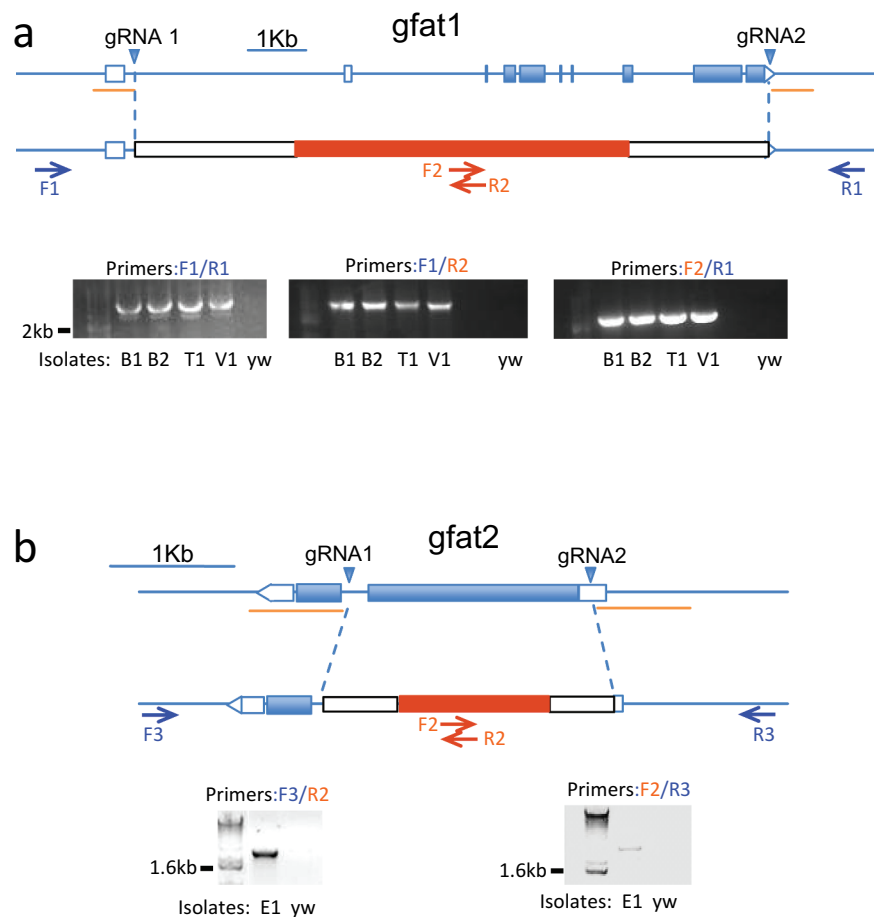 a
gRNA 1
1Kb
gfat1
gRNA2
F1
F2
R2
R1
Primers:F1/R1
Primers:F1/R2
Primers:F2/R1
2kb
Isolates: B1 B2 T1 V1 yw
B1 B2 T1 V1 yw
B1 B2 T1 V1 yw
b
1Kb
gRNA1
gfat2
gRNA2
F3
F2
R2
R3
Primers:F3/R2
Primers:F2/R3
1.6kb
1.6kb
Isolates: E1 yw
Isolates: E1 yw